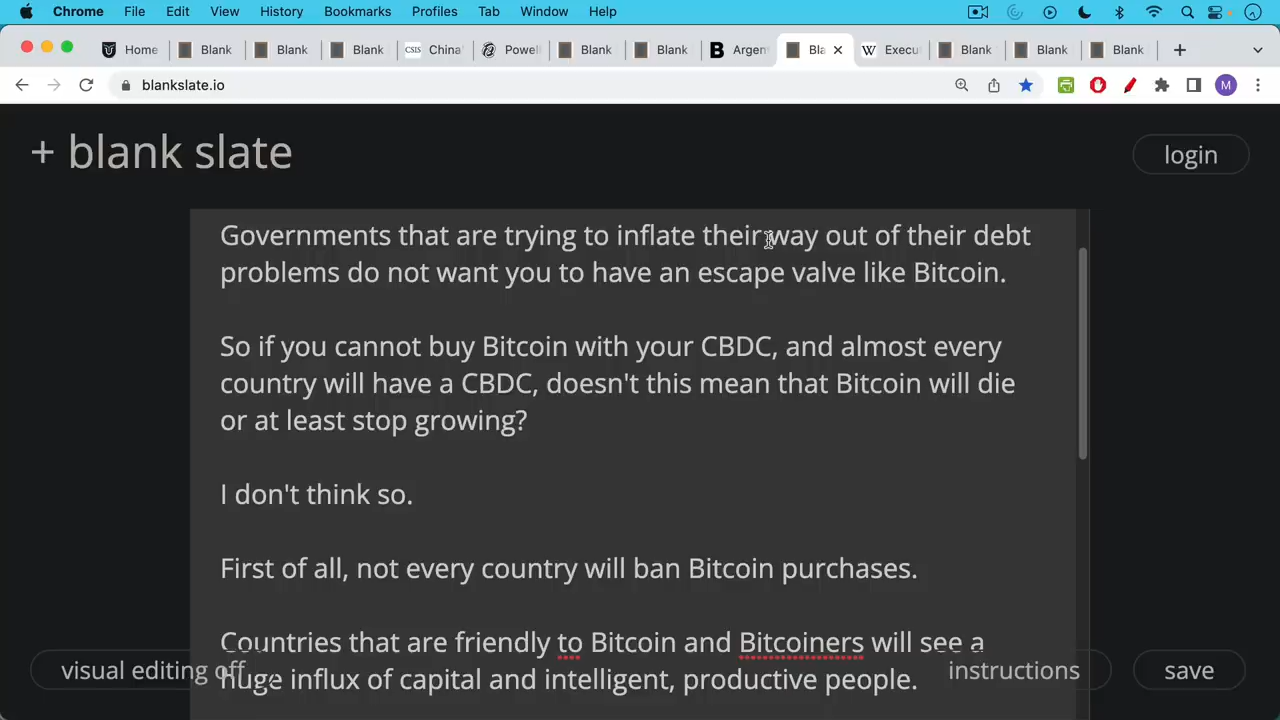 Chrome File Edit View History Bookmarks Profiles Tab Window Help
Home Blank Blank Blank CSIS China' Powell Blank Blank B Argen Bla W Execu Blank Blank Blank
blankslate.io M
+ blank slate
login
Governments that are trying to inflate their way out of their debt
problems do not want you to have an escape valve like Bitcoin.
So if you cannot buy Bitcoin with your CBDC, and almost every
country will have a CBDC, doesn't this mean that Bitcoin will die
or at least stop growing?
I don't think so.
First of all, not every country will ban Bitcoin purchases.
Countries that are friendly to Bitcoin and Bitcoiners will see a
huge influx of capital and intelligent, productive people.
visual editing off
instructions
save